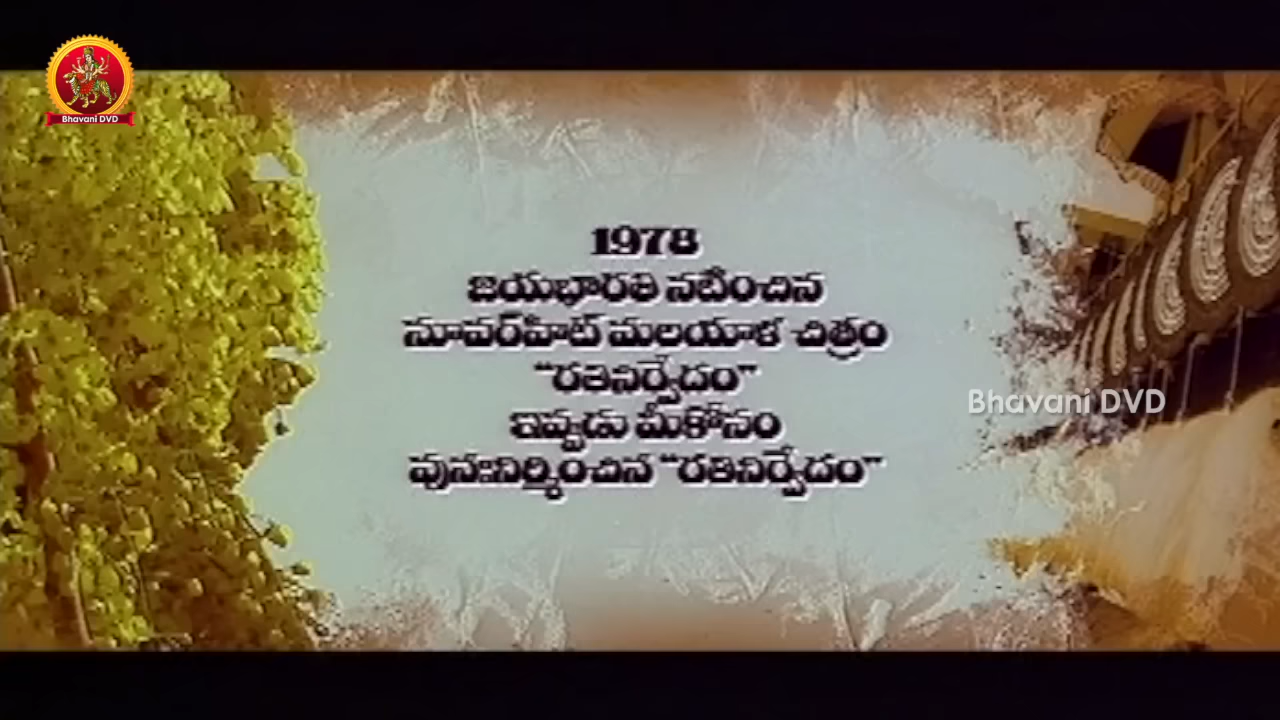 Bhavani DVD
1978
జయభారతి నటించిన
సూపర్‌హిట్ మలయాళ చిత్రం
“రతినిర్వేదం”
ఇప్పుడు మీకోసం
పునఃనిర్మించిన “రతినిర్వేదం”
Bhavani DVD